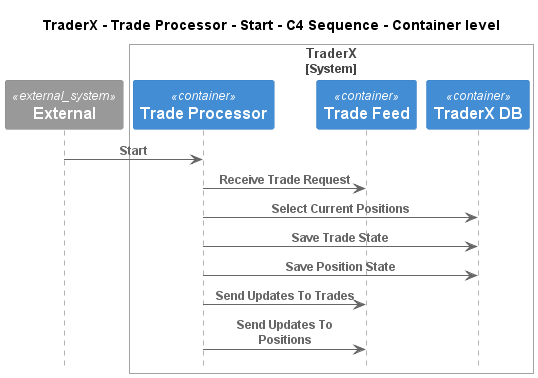 TraderX - Trade Processor - Start - C4 Sequence - Container level
TraderX
[System]
«external_system»
External
«container»
Trade Processor
«container»
Trade Feed
«container»
TraderX DB
Start
Receive Trade Request
Select Current Positions
Save Trade State
Save Position State
Send Updates To Trades
Send Updates To
Positions